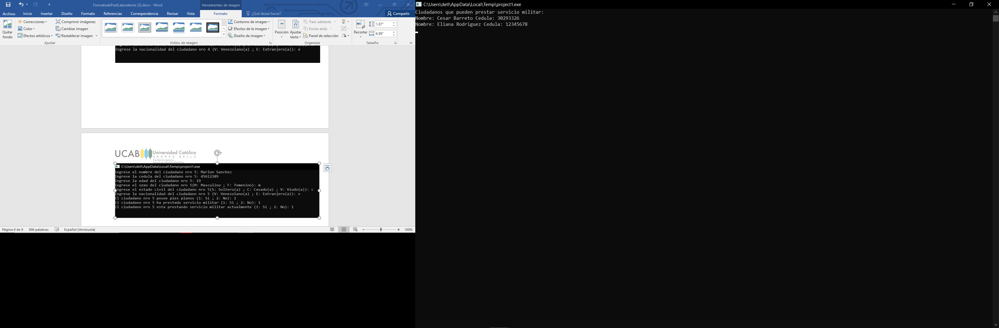 FormatodePostLaboratorio (2).docx - Word
Herramientas de imagen
Archivo Inicio Insertar Diseño Formato Referencias Correspondencia Revisar Vista Formato ¿Qué desea hacer? Compartir
Quitar fondo
Correcciones
Color
Efectos artísticos
Comprimir imágenes
Cambiar imagen
Restablecer imagen
Ajustar
Estilos de imagen
Contorno de imagen
Efectos de la imagen
Diseño de imagen
Posición
Ajustar texto
Traer adelante
Enviar atrás
Panel de selección
Organizar
Recortar
1.87"
6.99"
Tamaño
Ingrese la nacionalidad del ciudadano nro 4 (V: Venezolano(a) ; E: Extranjero(a)): e
UCAB Universidad Católica
ANDRÉS BELLO
Facultad de Ingeniería
Escuela de Ingeniería Informática
C:\Users\dell\AppData\Local\Temp\project1.exe
ingrese el nombre del ciudadano nro 5: Marlon Sanchez
Ingrese la cedula del ciudadano nro 5: 45612389
Ingrese la edad del ciudadano nro 5: 19
Ingrese el sexo del ciudadano nro 5(M: Masculino ; F: femenino): m
Ingrese el estado civil del ciudadano nro 5(S: Soltero(a) ; C: Casado(a) ; V: Viudo(a)): c
Ingrese la nacionalidad del ciudadano nro 5 (V: Venezolano(a) ; E: Extranjero(a)): v
El ciudadano nro 5 posee pies planos (1: Si ; 2: No): 1
El ciudadano nro 5 ha prestado servicio militar (1: Si ; 2: No): 1
El ciudadano nro 5 esta prestando servicio militar actualmente (1: Si ; 2: No): 1
Página 8 de 9 896 palabras Español (Venezuela) 100%
C:\Users\dell\AppData\Local\Temp\project1.exe
Ciudadanos que pueden prestar servicio militar:
Nombre: Cesar Barreto Cedula: 30293326
Nombre: Eliana Rodriguez Cedula: 12345678